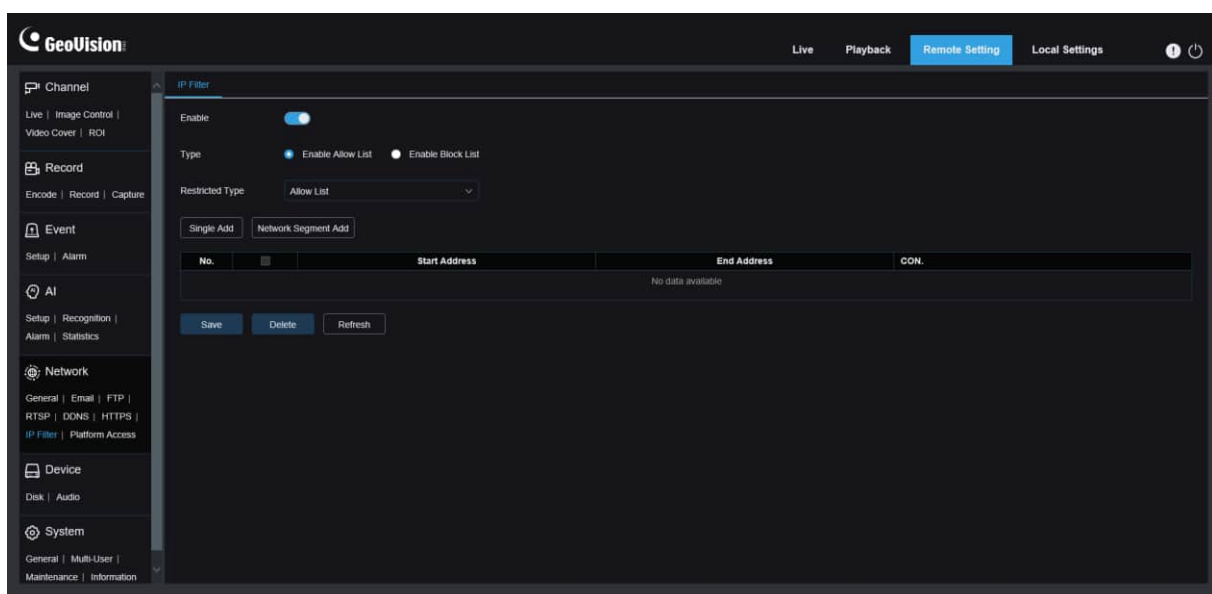 GeoVision
Live Playback Remote Setting Local Settings
Channel
Live | Image Control |
Video Cover | ROI
Record
Encode | Record | Capture
Event
Setup | Alarm
AI
Setup | Recognition |
Alarm | Statistics
Network
General | Email | FTP |
RTSP | DDNS | HTTPS |
IP Filter | Platform Access
Device
Disk | Audio
System
General | Multi-User |
Maintenance | Information
IP Filter
Enable
Type Enable Allow List Enable Block List
Restricted Type Allow List
Single Add Network Segment Add
No. Start Address End Address CON.
No data available
Save Delete Refresh